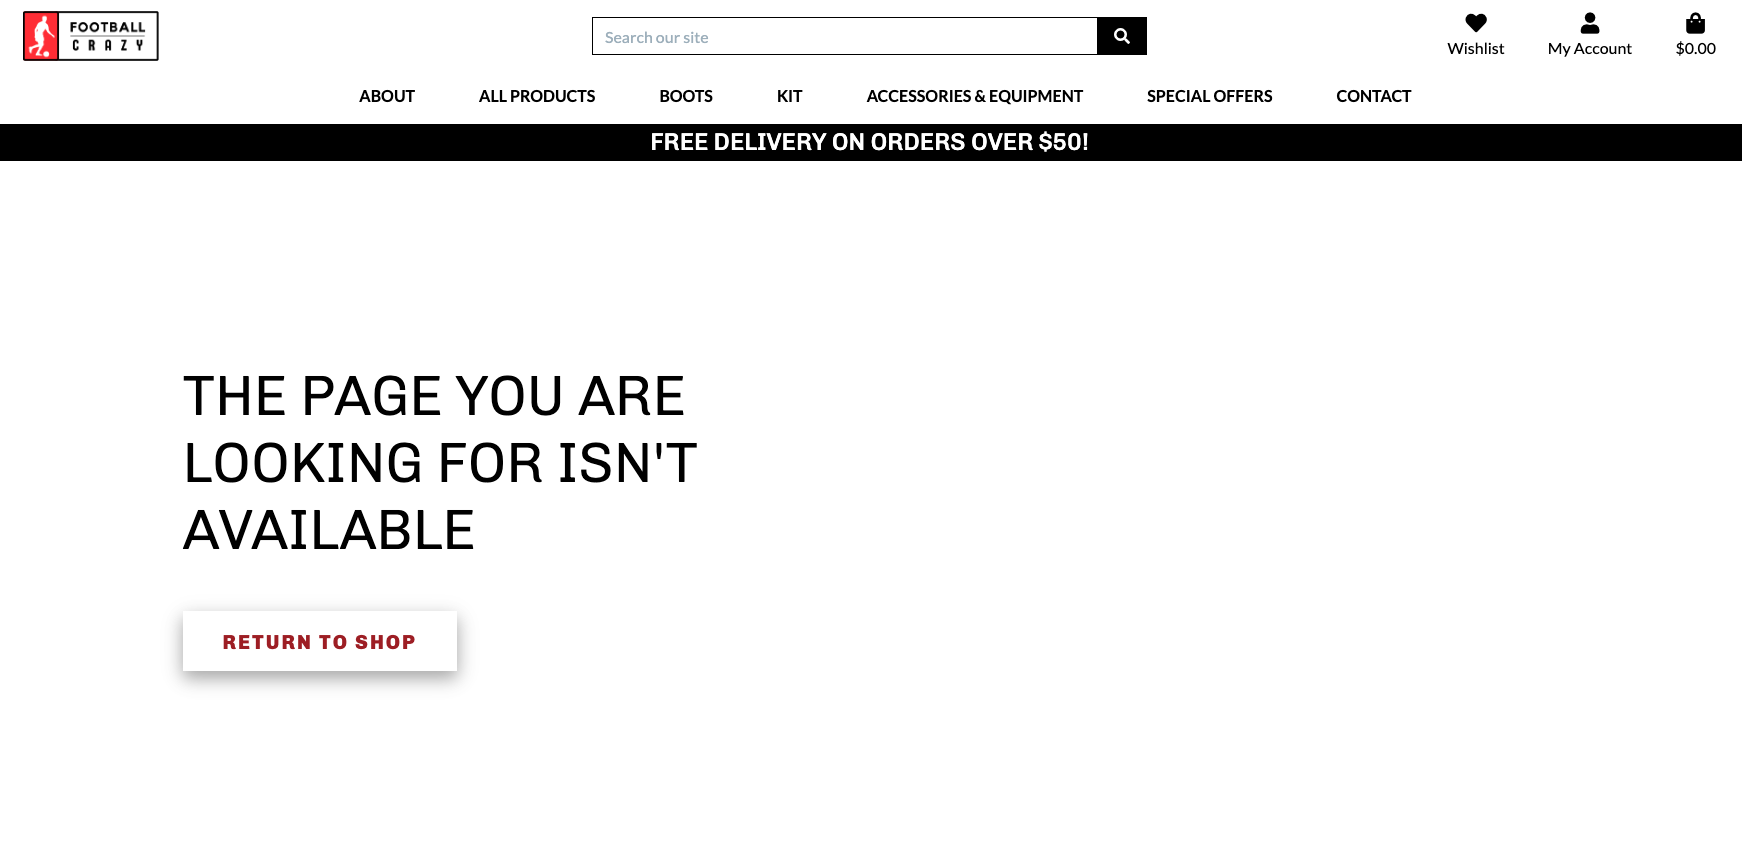 FOOTBALL
CRAZY
Search our site
Wishlist
My Account
$0.00
ABOUT
ALL PRODUCTS
BOOTS
KIT
ACCESSORIES & EQUIPMENT
SPECIAL OFFERS
CONTACT
FREE DELIVERY ON ORDERS OVER $50!
THE PAGE YOU ARE
LOOKING FOR ISN'T
AVAILABLE
RETURN TO SHOP